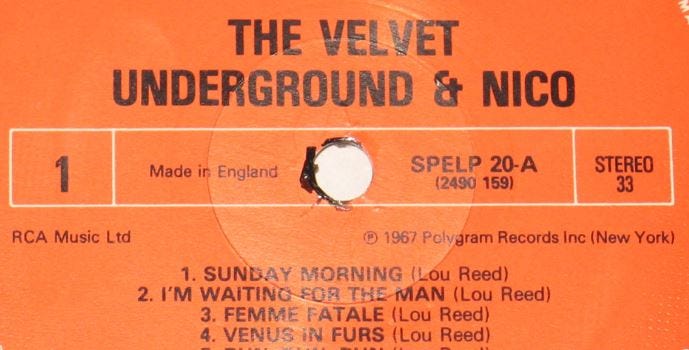 THE VELVET
UNDERGROUND & NICO
1
Made in England
SPELP 20-A
(2490 159)
STEREO
33
RCA Music Ltd
℗ 1967 Polygram Records Inc (New York)
1. SUNDAY MORNING (Lou Reed)
2. I'M WAITING FOR THE MAN (Lou Reed)
3. FEMME FATALE (Lou Reed)
4. VENUS IN FURS (Lou Reed)